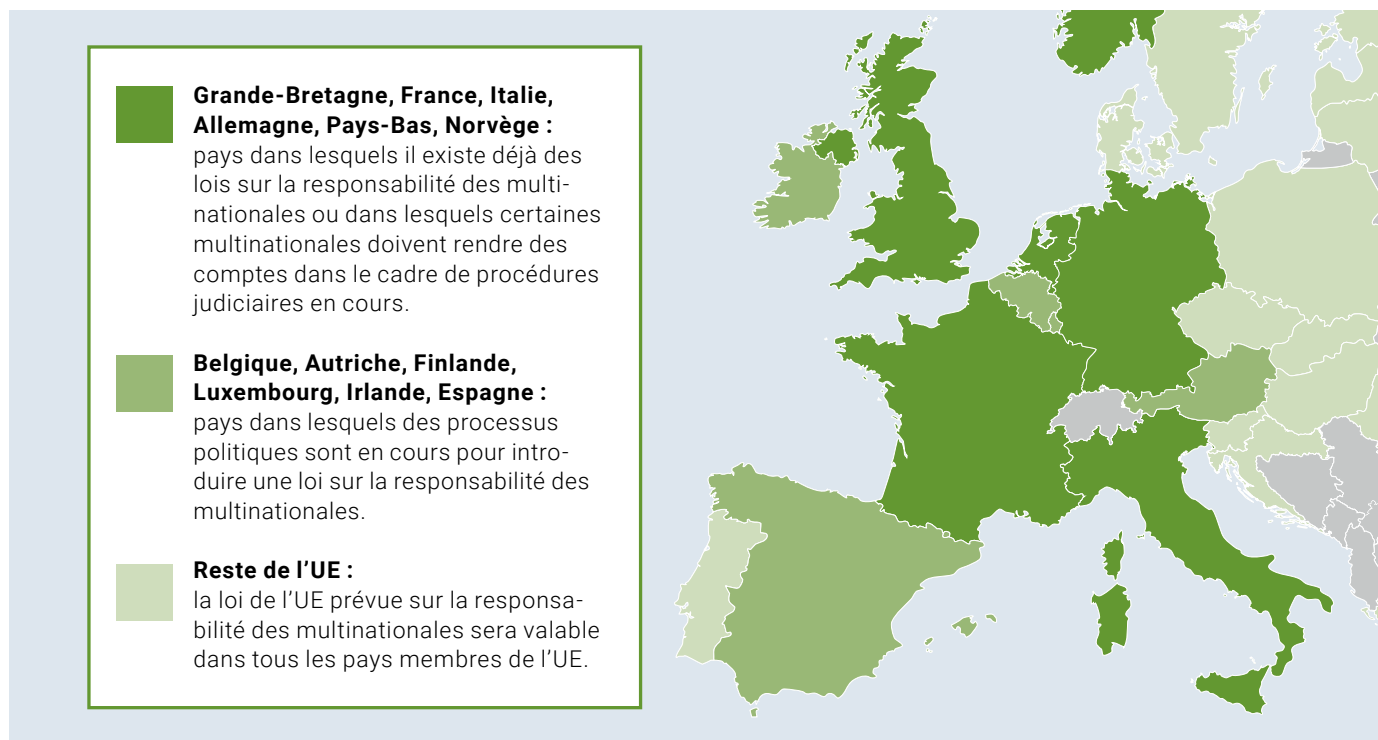 Grande-Bretagne, France, Italie,
Allemagne, Pays-Bas, Norvège :
pays dans lesquels il existe déjà des
lois sur la responsabilité des multi-
nationales ou dans lesquels certaines
multinationales doivent rendre des
comptes dans le cadre de procédures
judiciaires en cours.
Belgique, Autriche, Finlande,
Luxembourg, Irlande, Espagne :
pays dans lesquels des processus
politiques sont en cours pour intro-
duire une loi sur la responsabilité des
multinationales.
Reste de l’UE :
la loi de l’UE prévue sur la responsa-
bilité des multinationales sera valable
dans tous les pays membres de l’UE.